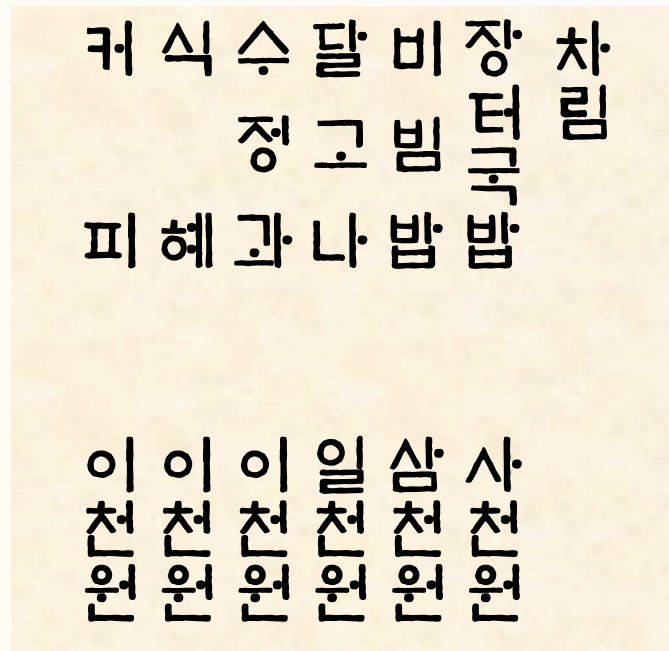 차림
장터국밥 사천원
비빔밥 삼천원
달고나 일천원
수정과 이천원
식혜 이천원
커피 이천원